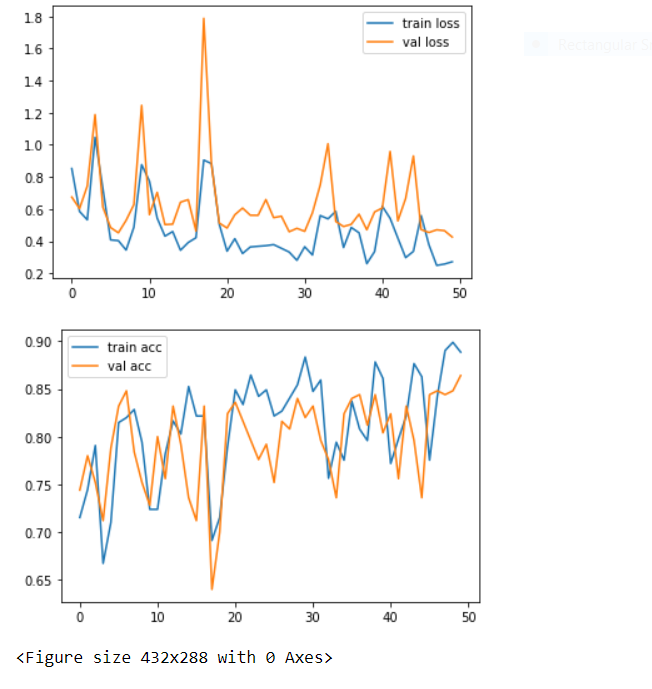 1.8
1.6
1.4
1.2
1.0
0.8
0.6
0.4
0.2
train loss
val loss
0 10 20 30 40 50
Rectangular S
0.90
0.85
0.80
0.75
0.70
0.65
train acc
val acc
0 10 20 30 40 50
<Figure size 432x288 with 0 Axes>